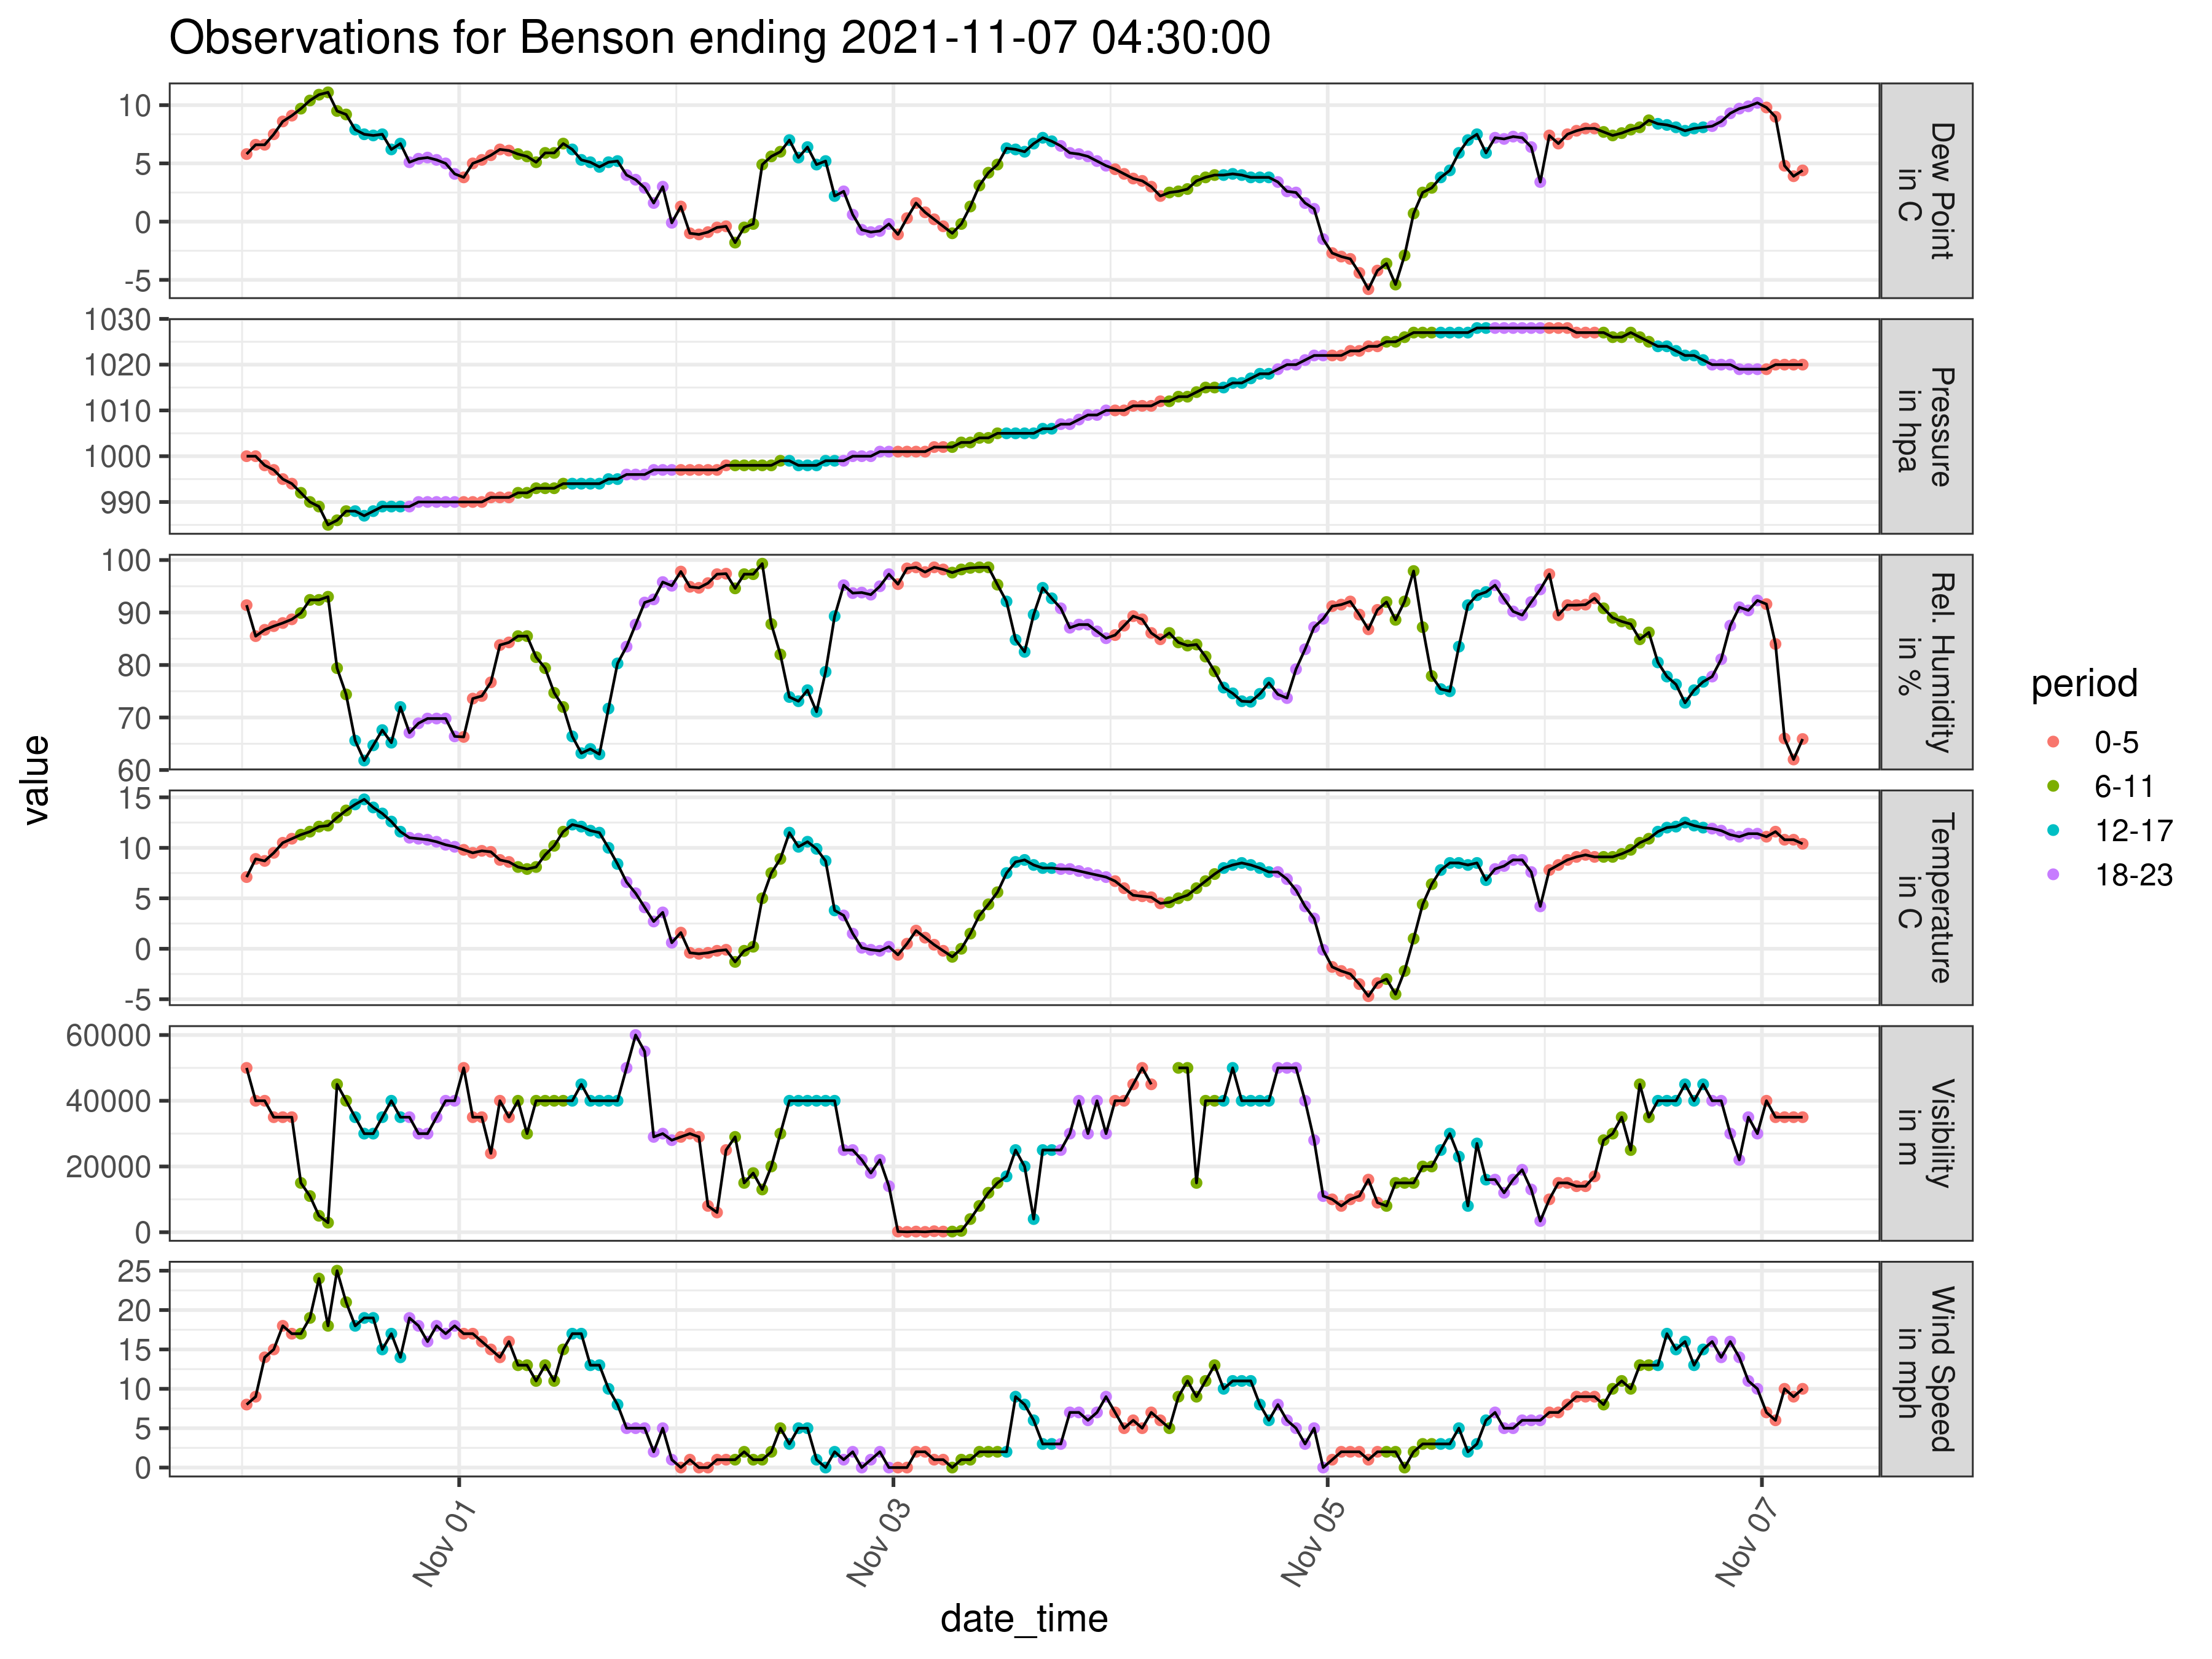 Observations for Benson ending 2021-11-07 04:30:00
value
10
5
0
-5
Dew Point
in C
1030
1020
1010
1000
990
Pressure
in hpa
100
90
80
70
60
Rel. Humidity
in %
15
10
5
0
-5
Temperature
in C
60000
40000
20000
0
Visibility
in m
25
20
15
10
5
0
Wind Speed
in mph
Nov 01
Nov 03
Nov 05
Nov 07
date_time
period
0-5
6-11
12-17
18-23